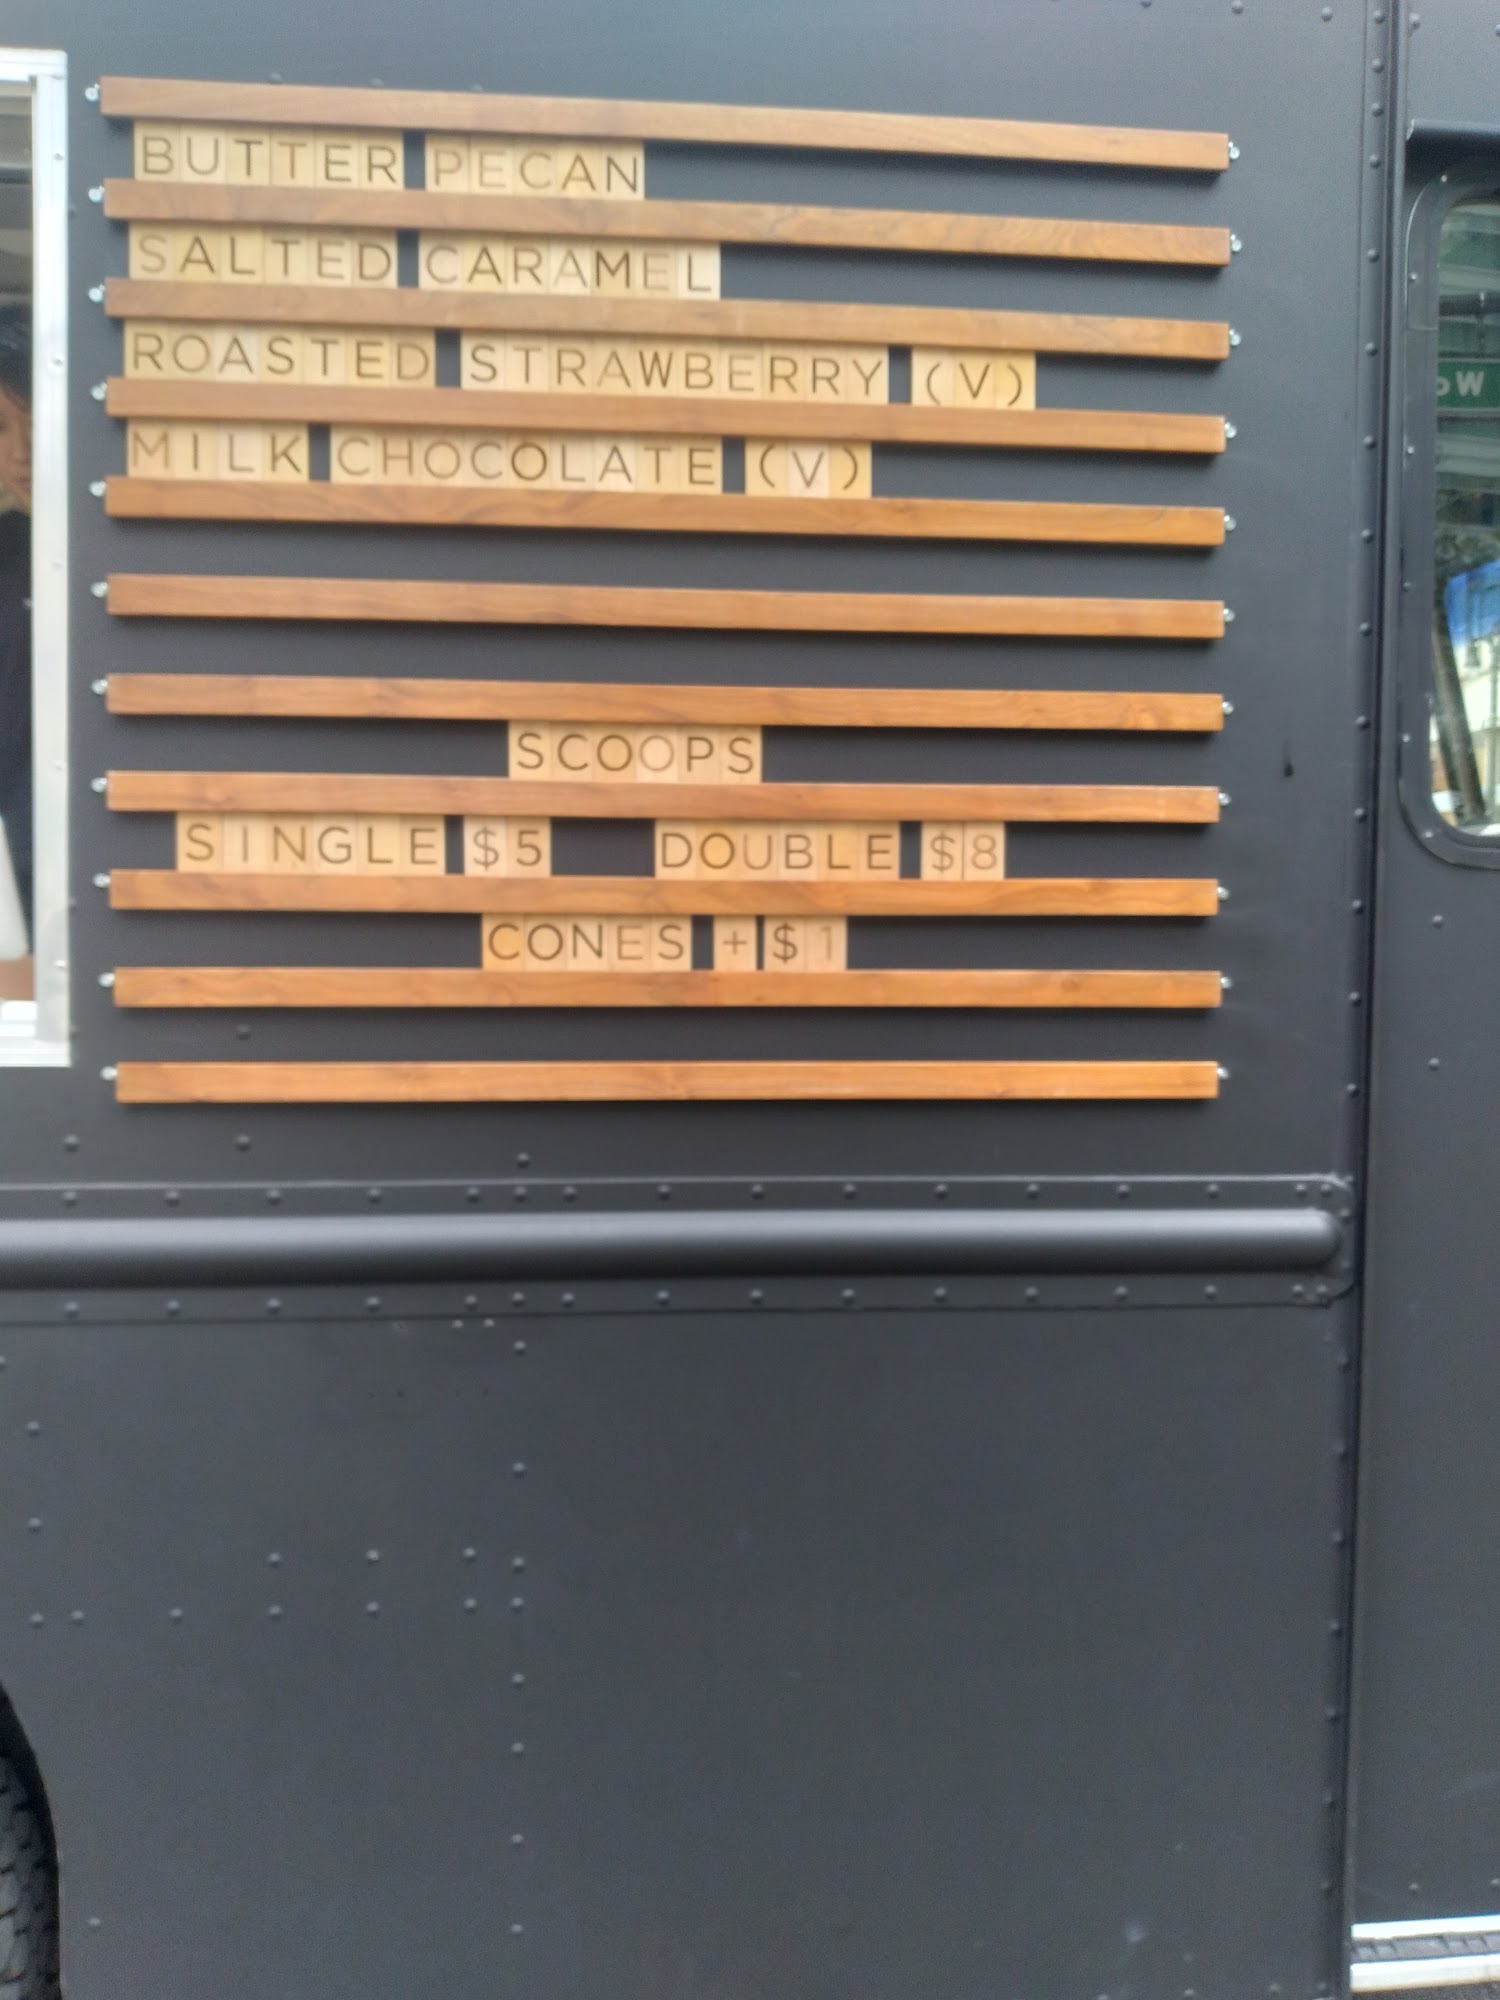 BUTTER PECAN
SALTED CARAMEL
ROASTED STRAWBERRY (V)
MILK CHOCOLATE (V)
SCOOPS
SINGLE $5 DOUBLE $8
CONES +$1
W